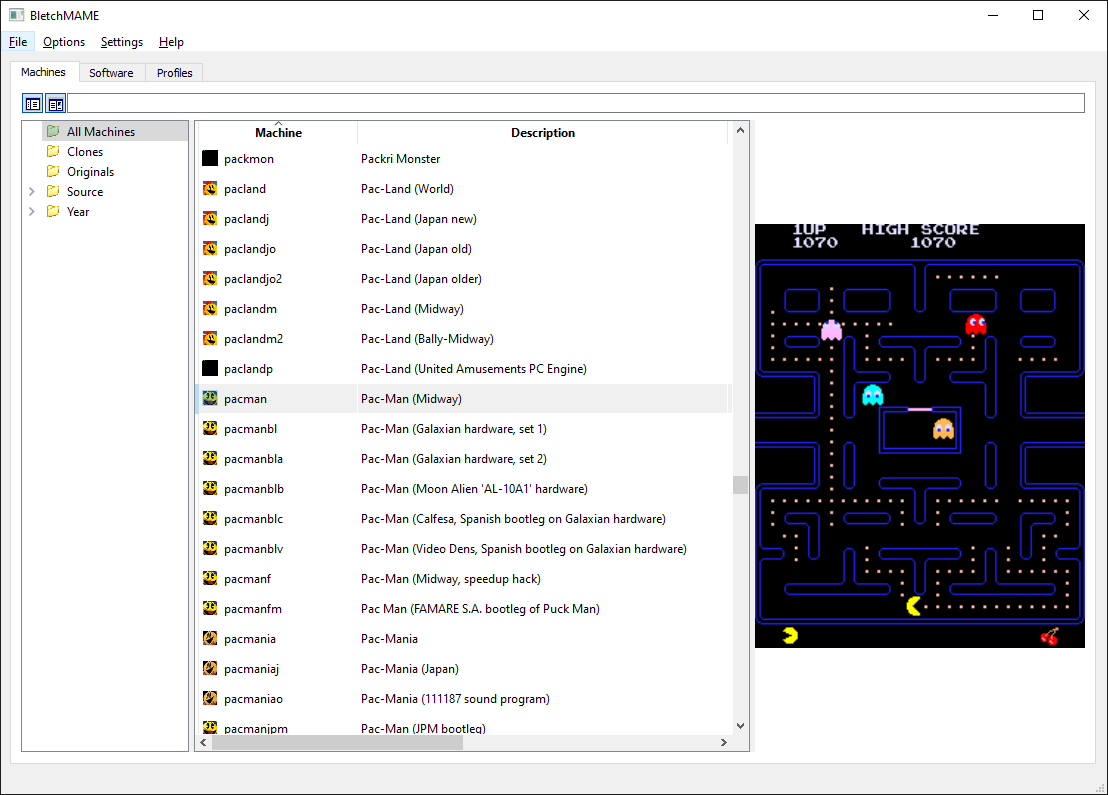 BletchMAME
File Options Settings Help
Machines Software Profiles
All Machines
Clones
Originals
Source
Year
Machine Description
packmon Packri Monster
pacland Pac-Land (World)
paclandj Pac-Land (Japan new)
paclandjo Pac-Land (Japan old)
paclandjo2 Pac-Land (Japan older)
paclandm Pac-Land (Midway)
paclandm2 Pac-Land (Bally-Midway)
paclandp Pac-Land (United Amusements PC Engine)
pacman Pac-Man (Midway)
pacmanbl Pac-Man (Galaxian hardware, set 1)
pacmanbla Pac-Man (Galaxian hardware, set 2)
pacmanblb Pac-Man (Moon Alien 'AL-10A1' hardware)
pacmanblc Pac-Man (Calfesa, Spanish bootleg on Galaxian hardware)
pacmanblv Pac-Man (Video Dens, Spanish bootleg on Galaxian hardware)
pacmanf Pac-Man (Midway, speedup hack)
pacmanfm Pac Man (FAMARE S.A. bootleg of Puck Man)
pacmania Pac-Mania
pacmaniaj Pac-Mania (Japan)
pacmaniao Pac-Mania (111187 sound program)
pacmanjpm Pac-Man (JPM bootleg)
1UP HIGH SCORE
1070 1070